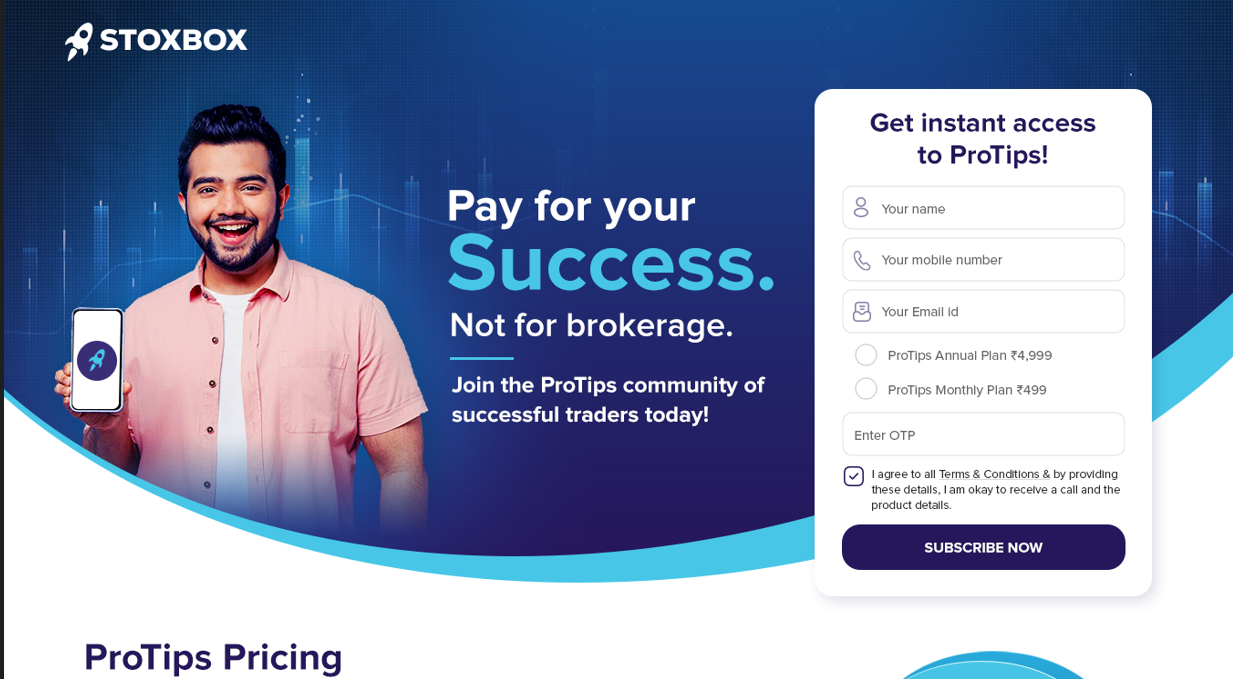 STOXBOX
Pay for your
Success.
Not for brokerage.
Join the ProTips community of
successful traders today!
Get instant access
to ProTips!
Your name
Your mobile number
Your Email id
ProTips Annual Plan ₹4,999
ProTips Monthly Plan ₹499
Enter OTP
I agree to all Terms & Conditions & by providing
these details, I am okay to receive a call and the
product details.
SUBSCRIBE NOW
ProTips Pricing